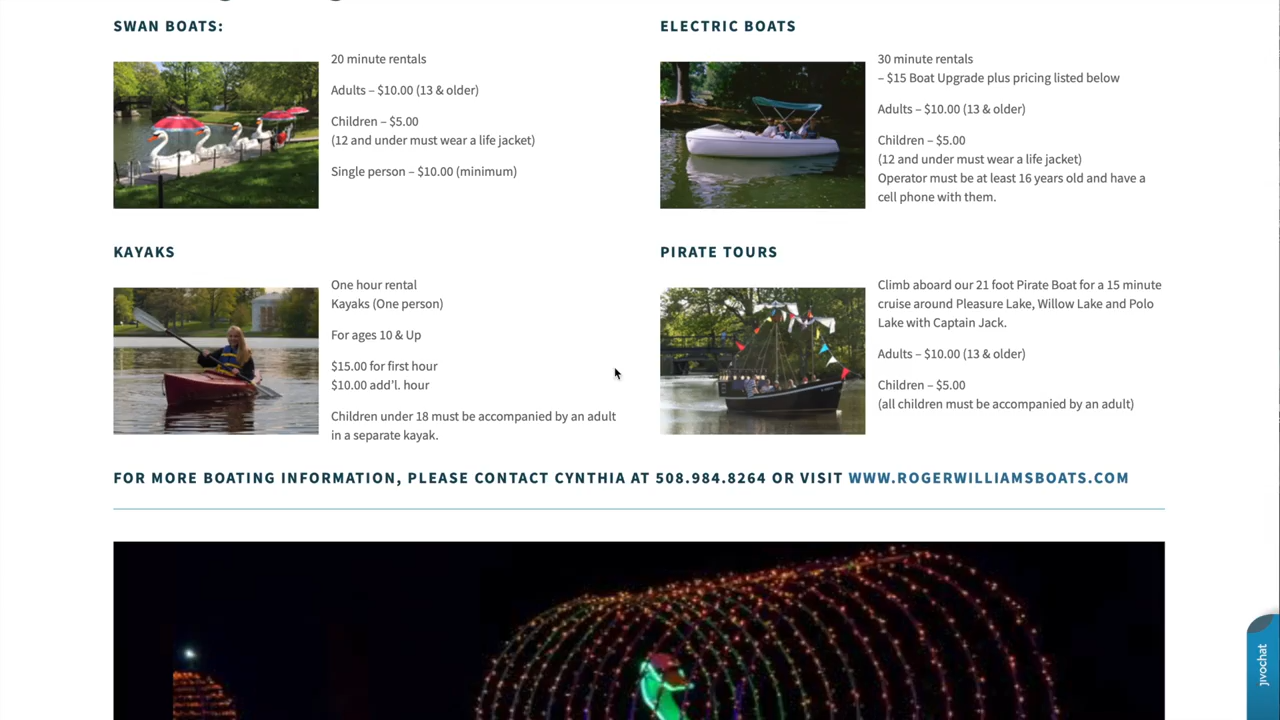 SWAN BOATS:
20 minute rentals
Adults – $10.00 (13 & older)
Children – $5.00
(12 and under must wear a life jacket)
Single person – $10.00 (minimum)
ELECTRIC BOATS
30 minute rentals
– $15 Boat Upgrade plus pricing listed below
Adults – $10.00 (13 & older)
Children – $5.00
(12 and under must wear a life jacket)
Operator must be at least 16 years old and have a
cell phone with them.
KAYAKS
One hour rental
Kayaks (One person)
For ages 10 & Up
$15.00 for first hour
$10.00 add’l. hour
Children under 18 must be accompanied by an adult
in a separate kayak.
PIRATE TOURS
Climb aboard our 21 foot Pirate Boat for a 15 minute
cruise around Pleasure Lake, Willow Lake and Polo
Lake with Captain Jack.
Adults – $10.00 (13 & older)
Children – $5.00
(all children must be accompanied by an adult)
FOR MORE BOATING INFORMATION, PLEASE CONTACT CYNTHIA AT 508.984.8264 OR VISIT WWW.ROGERWILLIAMSBOATS.COM
jivochat